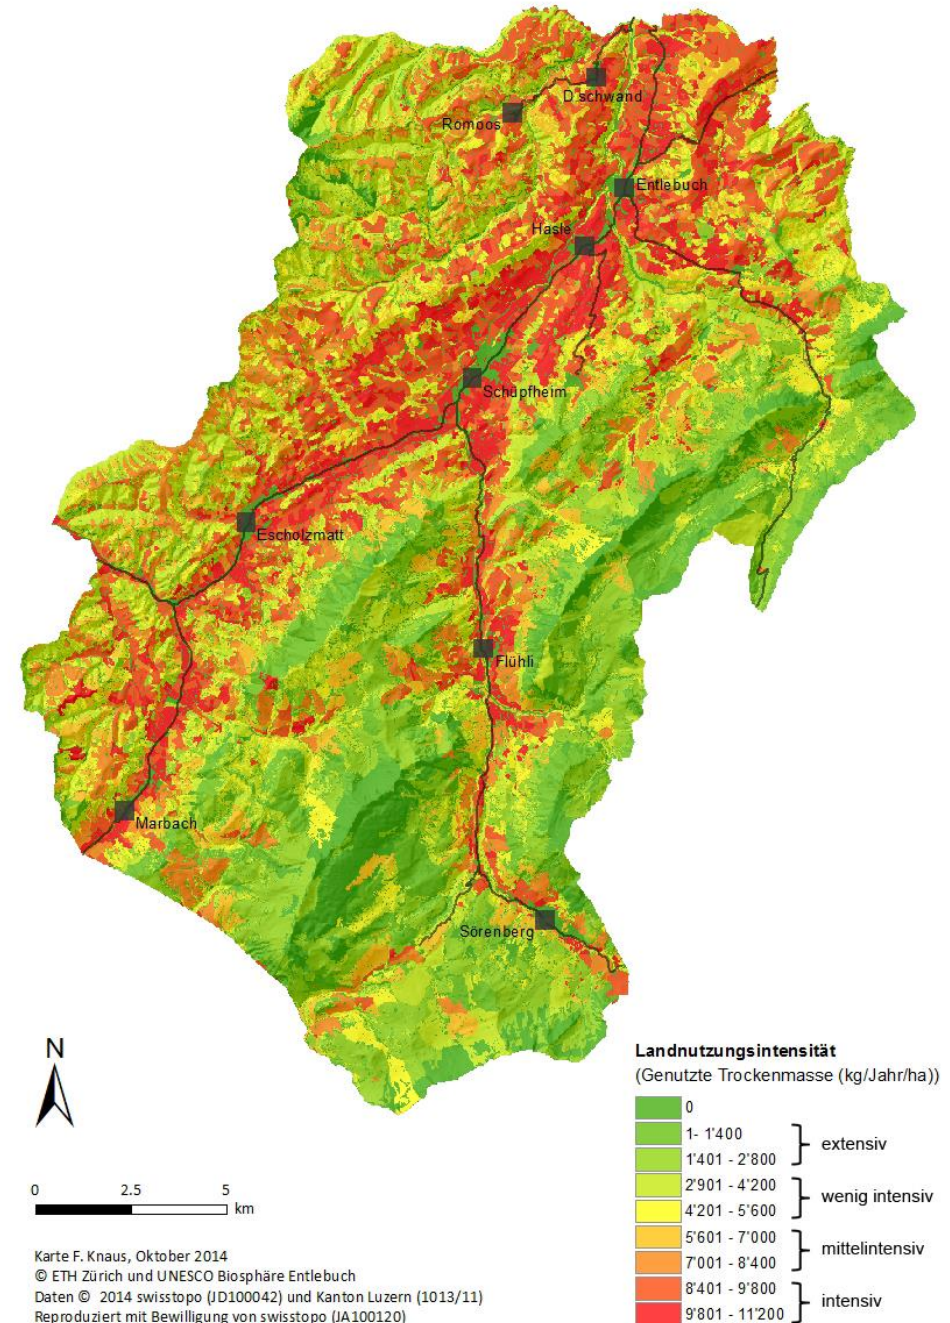 D'schwand
Romoos
Entlebuch
Hasle
Schüpfheim
Escholzmatt
Flühli
Marbach
Sörenberg
N
0 2.5 5
km
Karte F. Knaus, Oktober 2014
© ETH Zürich und UNESCO Biosphäre Entlebuch
Daten © 2014 swisstopo (JD100042) und Kanton Luzern (1013/11)
Reproduziert mit Bewilligung von swisstopo (JA100120)
Landnutzungsintensität
(Genutzte Trockenmasse (kg/Jahr/ha))
0
1- 1'400
extensiv
1'401 - 2'800
2'901 - 4'200
wenig intensiv
4'201 - 5'600
5'601 - 7'000
mittelintensiv
7'001 - 8'400
8'401 - 9'800
intensiv
9'801 - 11'200